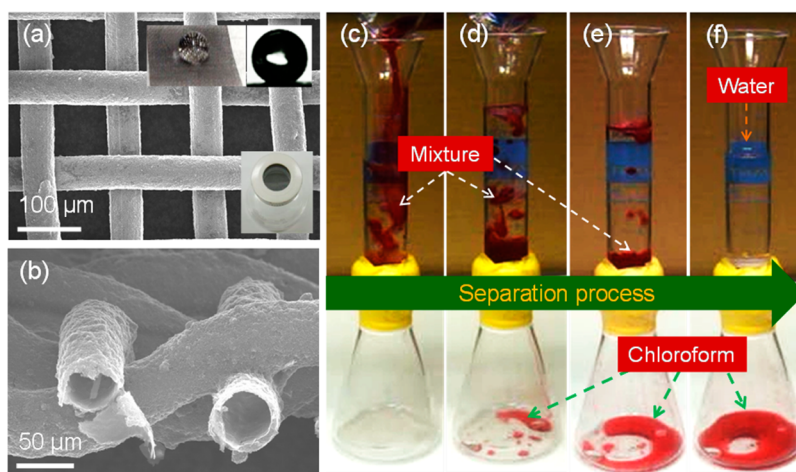 (a)
100 µm
(b)
50 µm
(c)
(d)
(e)
(f)
Water
Mixture
Separation process
Chloroform